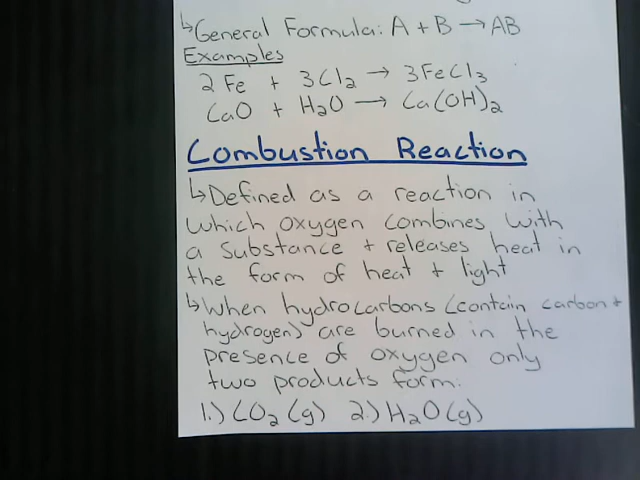 ↳General Formula: A + B → AB
Examples
2 Fe + 3Cl₂ → 3FeCl₃
CaO + H₂O → Ca(OH)₂
Combustion Reaction
↳Defined as a reaction in
which oxygen combines with
a substance + releases heat in
the form of heat + light
↳When hydrocarbons (contain carbon +
hydrogen) are burned in the
presence of oxygen only
two products form:
1.) CO₂ (g) 2.) H₂O (g)